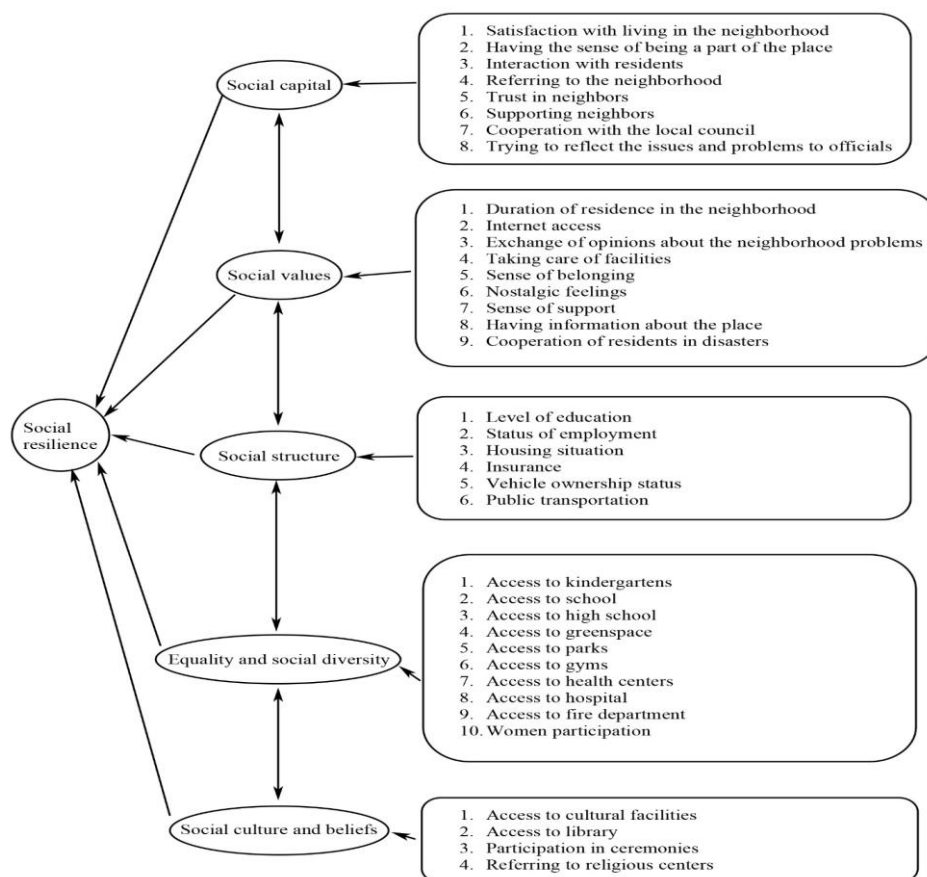 1. Satisfaction with living in the neighborhood
2. Having the sense of being a part of the place
3. Interaction with residents
4. Referring to the neighborhood
5. Trust in neighbors
6. Supporting neighbors
7. Cooperation with the local council
8. Trying to reflect the issues and problems to officials
Social capital
1. Duration of residence in the neighborhood
2. Internet access
3. Exchange of opinions about the neighborhood problems
4. Taking care of facilities
5. Sense of belonging
6. Nostalgic feelings
7. Sense of support
8. Having information about the place
9. Cooperation of residents in disasters
Social values
Social
resilience
1. Level of education
2. Status of employment
3. Housing situation
4. Insurance
5. Vehicle ownership status
6. Public transportation
Social structure
1. Access to kindergartens
2. Access to school
3. Access to high school
4. Access to greenspace
5. Access to parks
6. Access to gyms
7. Access to health centers
8. Access to hospital
9. Access to fire department
10. Women participation
Equality and social diversity
1. Access to cultural facilities
2. Access to library
3. Participation in ceremonies
4. Referring to religious centers
Social culture and beliefs